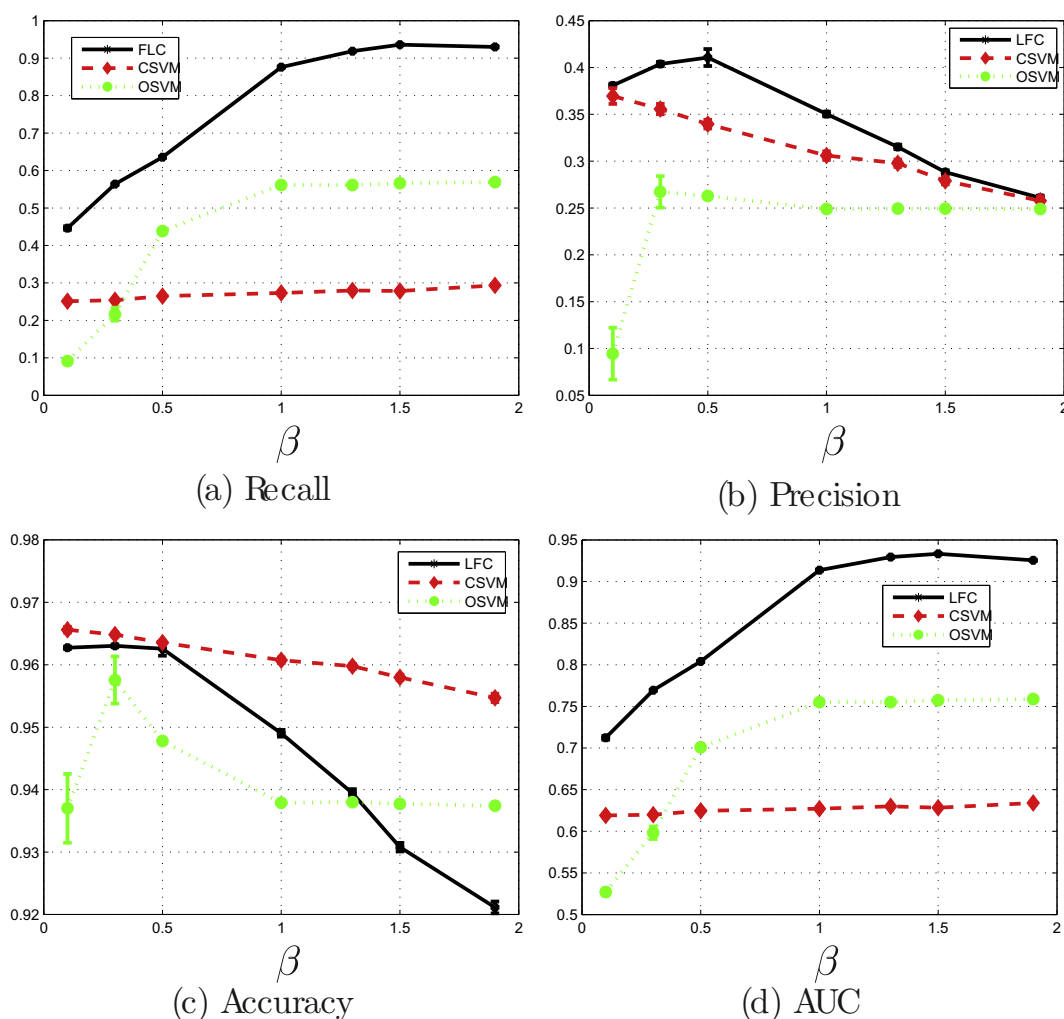 1
0.9
0.8
0.7
0.6
0.5
0.4
0.3
0.2
0.1
0
0 0.5 1 1.5 2
FLC
CSVM
OSVM
β
(a) Recall
0.45
0.4
0.35
0.3
0.25
0.2
0.15
0.1
0.05
0 0.5 1 1.5 2
LFC
CSVM
OSVM
β
(b) Precision
0.98
0.97
0.96
0.95
0.94
0.93
0.92
0 0.5 1 1.5 2
LFC
CSVM
OSVM
β
(c) Accuracy
0.95
0.9
0.85
0.8
0.75
0.7
0.65
0.6
0.55
0.5
0 0.5 1 1.5 2
LFC
CSVM
OSVM
β
(d) AUC